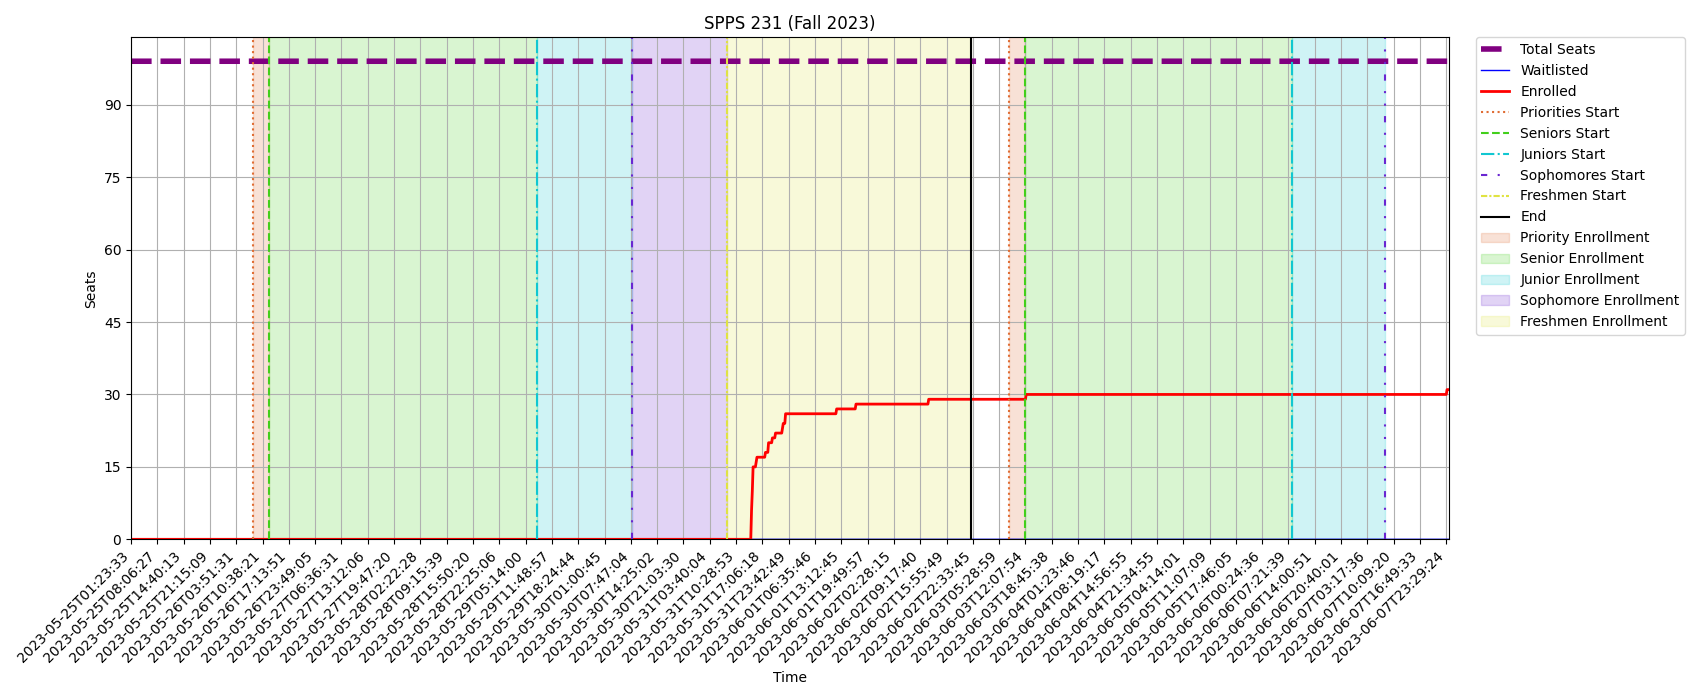 SPPS 231 (Fall 2023)
Seats
90
75
60
45
30
15
0
2023-05-25T01:23:33
2023-05-25T08:06:27
2023-05-25T14:40:13
2023-05-25T21:15:09
2023-05-26T03:51:31
2023-05-26T10:38:21
2023-05-26T17:13:51
2023-05-26T23:49:05
2023-05-27T06:36:31
2023-05-27T13:12:06
2023-05-27T19:47:20
2023-05-28T02:22:28
2023-05-28T09:15:39
2023-05-28T15:50:20
2023-05-28T22:25:06
2023-05-29T05:14:00
2023-05-29T11:48:57
2023-05-29T18:24:44
2023-05-30T01:00:45
2023-05-30T07:47:04
2023-05-30T14:25:02
2023-05-30T21:03:30
2023-05-31T03:40:04
2023-05-31T10:28:53
2023-05-31T17:06:18
2023-05-31T23:42:49
2023-06-01T06:35:46
2023-06-01T13:12:45
2023-06-01T19:49:57
2023-06-02T02:28:15
2023-06-02T09:17:40
2023-06-02T15:55:49
2023-06-02T22:33:45
2023-06-03T05:28:59
2023-06-03T12:07:54
2023-06-03T18:45:38
2023-06-04T01:23:46
2023-06-04T08:19:17
2023-06-04T14:56:55
2023-06-04T21:34:55
2023-06-05T04:14:01
2023-06-05T11:07:09
2023-06-05T17:46:05
2023-06-06T00:24:36
2023-06-06T07:21:39
2023-06-06T14:00:51
2023-06-06T20:40:01
2023-06-07T03:17:36
2023-06-07T10:09:20
2023-06-07T16:49:33
2023-06-07T23:29:24
Time
Total Seats
Waitlisted
Enrolled
Priorities Start
Seniors Start
Juniors Start
Sophomores Start
Freshmen Start
End
Priority Enrollment
Senior Enrollment
Junior Enrollment
Sophomore Enrollment
Freshmen Enrollment